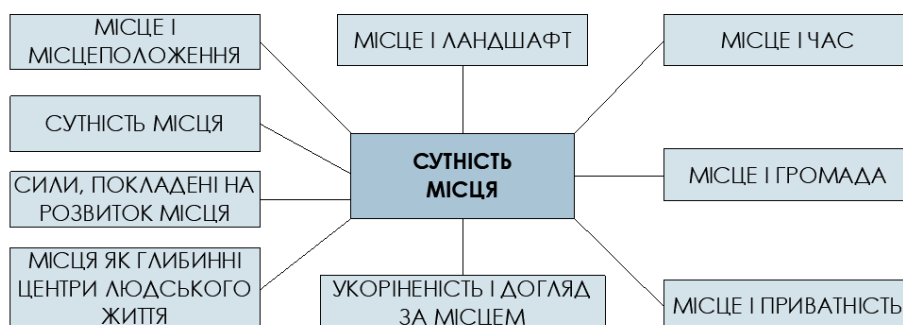 МІСЦЕ І
МІСЦЕПОЛОЖЕННЯ
МІСЦЕ І ЛАНДШАФТ
МІСЦЕ І ЧАС
СУТНІСТЬ МІСЦЯ
СУТНІСТЬ
МІСЦЯ
МІСЦЕ І ГРОМАДА
СИЛИ, ПОКЛАДЕНІ НА
РОЗВИТОК МІСЦЯ
МІСЦЯ ЯК ГЛИБИННІ
ЦЕНТРИ ЛЮДСЬКОГО
ЖИТТЯ
УКОРІНЕНІСТЬ І ДОГЛЯД
ЗА МІСЦЕМ
МІСЦЕ І ПРИВАТНІСТЬ